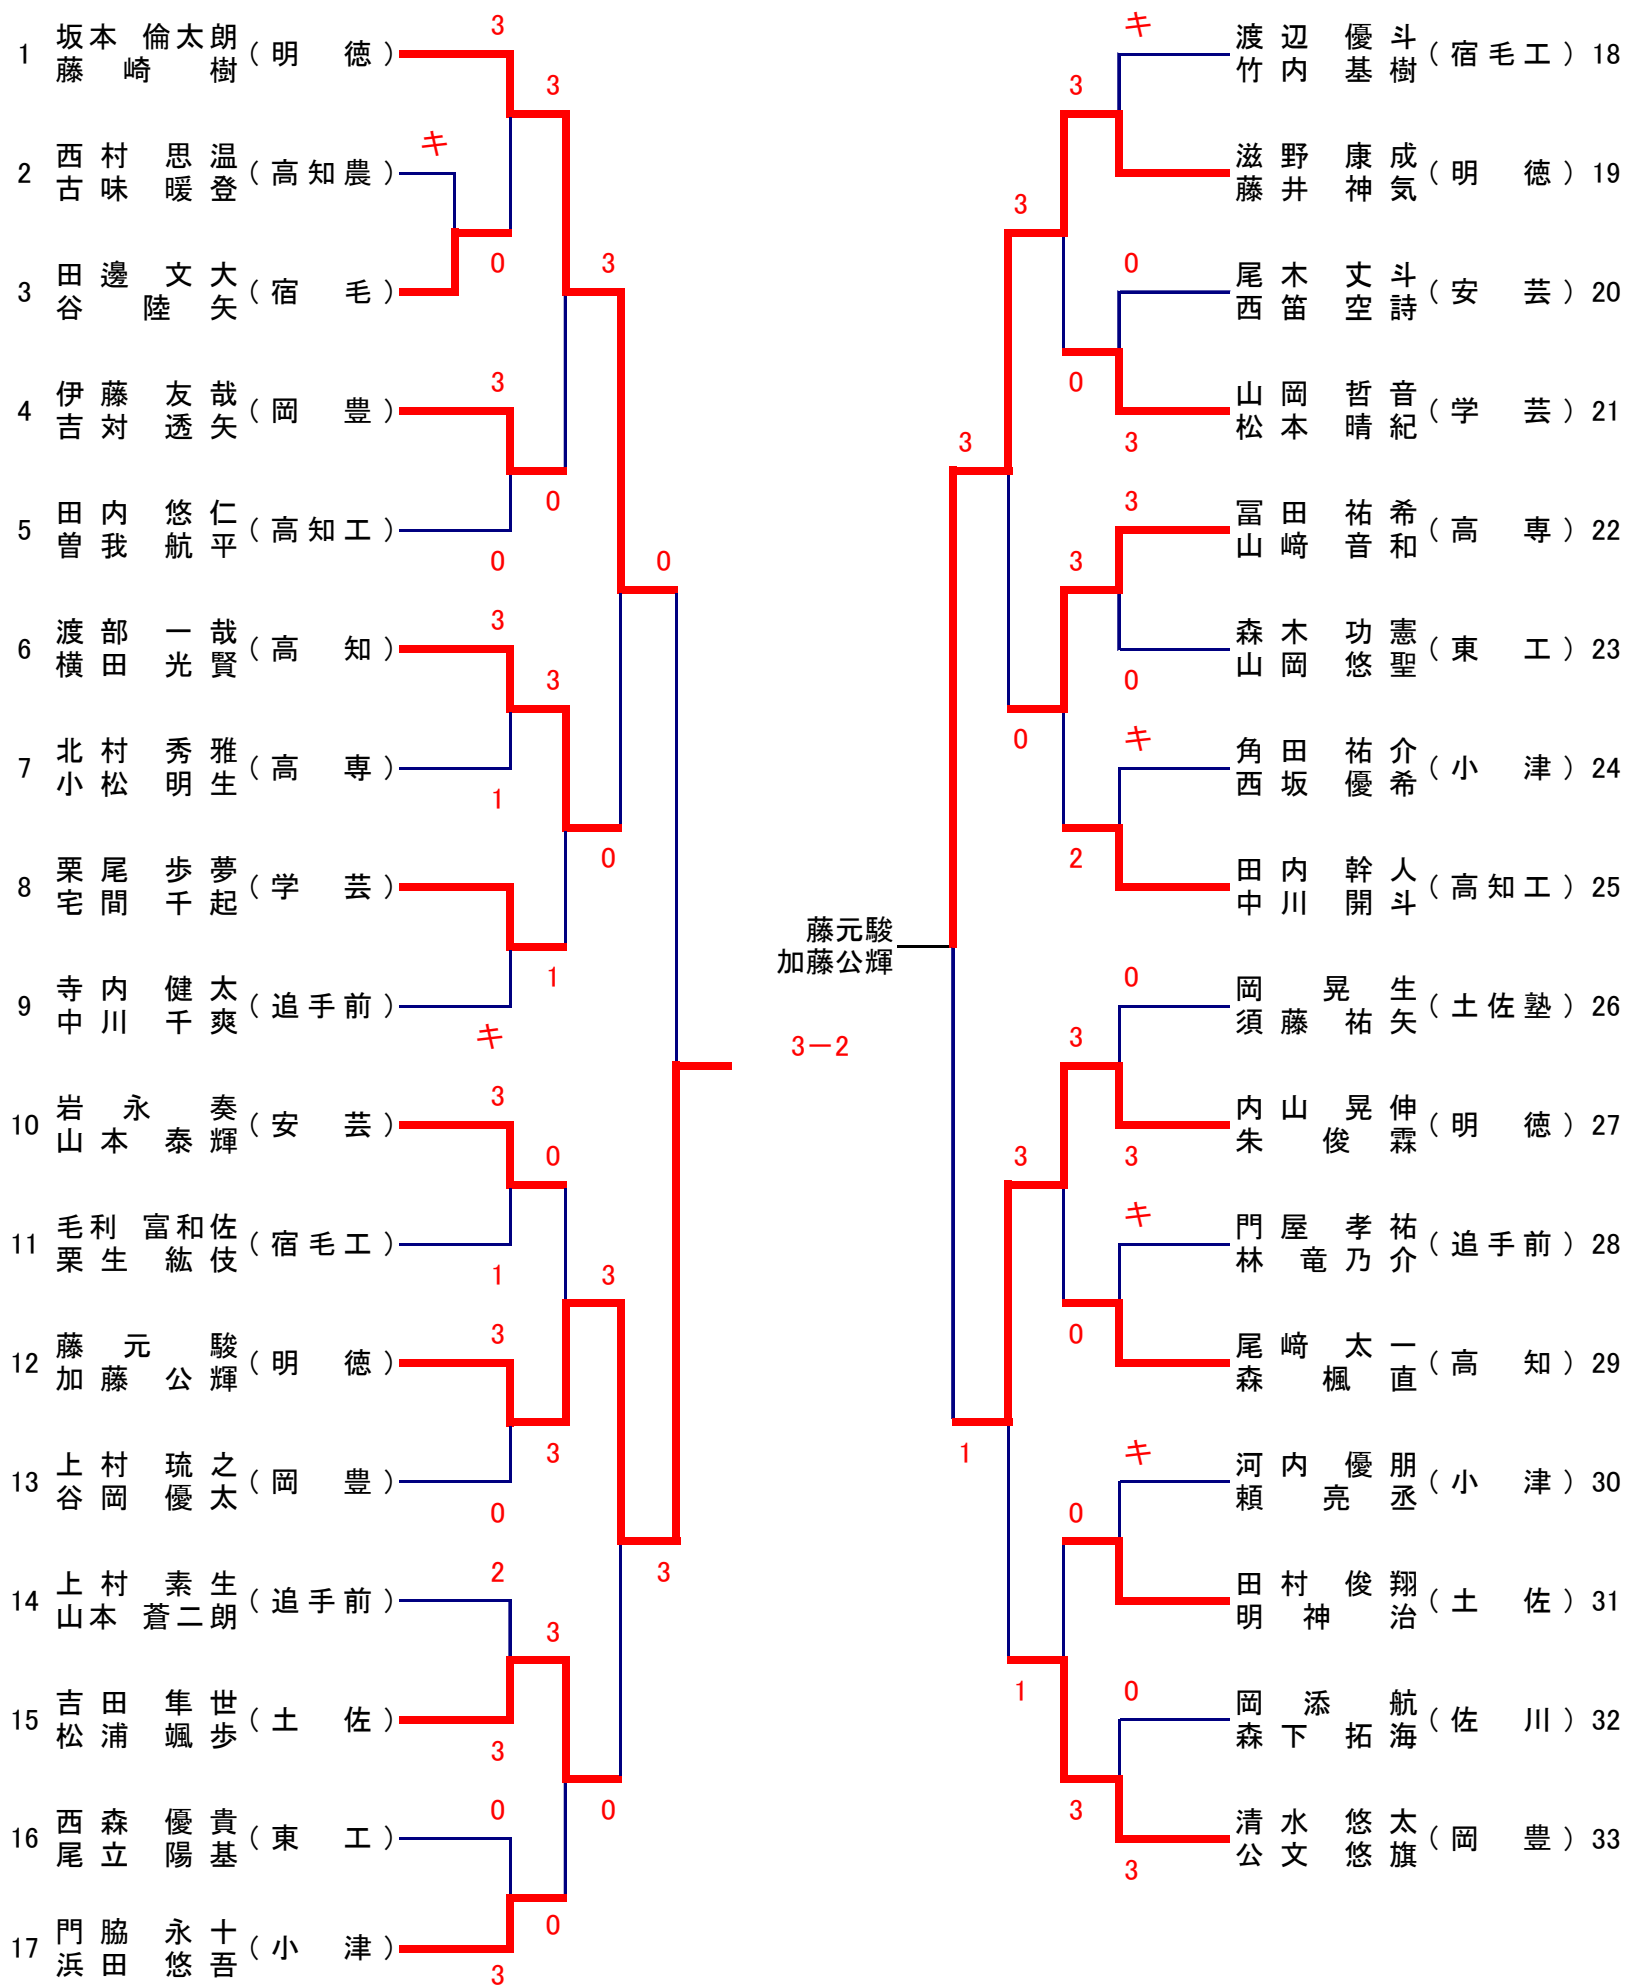 1 坂本 倫太朗 (明 徳)
藤崎 樹
2 西村 思温 (高知農)
古味 暖登
3 田邊 文大 (宿 毛)
谷 陸矢
4 伊藤 友哉 (岡 豊)
吉対 透矢
5 田内 悠仁 (高知工)
曽我 航平
6 渡部 一哉 (高 知)
横田 光賢
7 北村 秀雅 (高 専)
小松 明生
8 栗尾 歩夢 (学 芸)
宅間 千起
9 寺内 健太 (追手前)
中川 千爽
10 岩永 奏 (安 芸)
山本 泰輝
11 毛利 富和佐 (宿毛工)
栗生 紘伎
12 藤元 駿 (明 徳)
加藤 公輝
13 上村 琉之 (岡 豊)
谷岡 優太
14 上村 素生 (追手前)
山本 蒼二朗
15 吉田 隼世 (土 佐)
松浦 颯歩
16 西森 優貴 (東 工)
尾立 陽基
17 門脇 永十 (小 津)
浜田 悠吾
3
キ
3
0
3
3
0
0
3
1
3
0
1
キ
0
3
1
0
3
3
0
3
2
3
3
0
0
3
0
3
藤元駿
加藤公輝
3－2
渡辺 優斗 (宿毛工) 18
竹内 基樹
滋野 康成 (明 徳) 19
藤井 神気
尾木 丈斗 (安 芸) 20
西笛 空詩
山岡 哲音 (学 芸) 21
松本 晴紀
冨田 祐希 (高 専) 22
山﨑 音和
森木 功憲 (東 工) 23
山岡 悠聖
角田 祐介 (小 津) 24
西坂 優希
田内 幹人 (高知工) 25
中川 開斗
岡 晃生 (土佐塾) 26
須藤 祐矢
内山 晃伸 (明 徳) 27
朱 俊霖
門屋 孝祐 (追手前) 28
林 竜乃介
尾﨑 太一 (高 知) 29
森 楓直
河内 優朋 (小 津) 30
頼 亮丞
田村 俊翔 (土 佐) 31
明神 治
岡添 航 (佐 川) 32
森下 拓海
清水 悠太 (岡 豊) 33
公文 悠旗
キ
3
3
0
0
3
3
3
3
0
0
キ
2
0
3
3
3
キ
0
1
キ
0
1
0
3
3